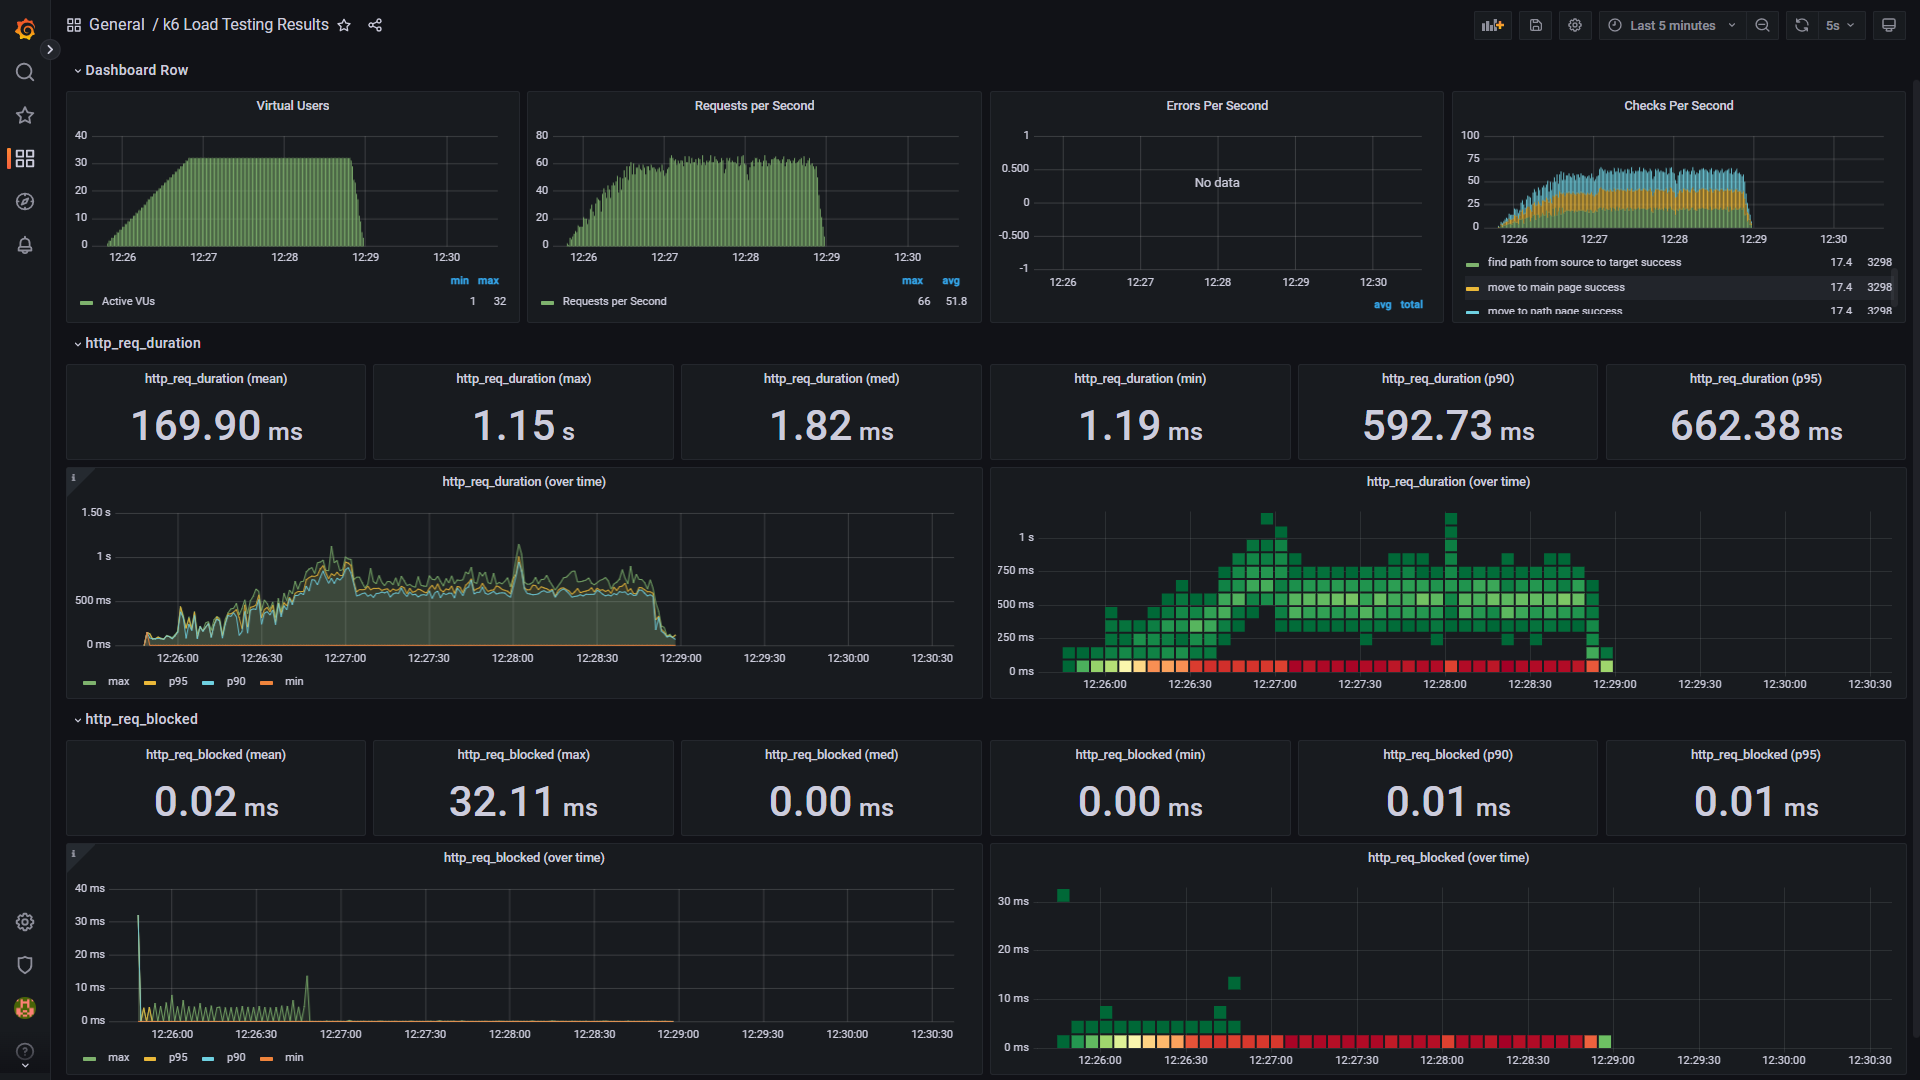 General / k6 Load Testing Results
Last 5 minutes
5s
Dashboard Row
Virtual Users
40
30
20
10
0
12:26 12:27 12:28 12:29 12:30
min max
Active VUs 1 32
Requests per Second
80
60
40
20
0
12:26 12:27 12:28 12:29 12:30
max avg
Requests per Second 66 51.8
Errors Per Second
1
0.500
0
-0.500
-1
No data
12:26 12:27 12:28 12:29 12:30
avg total
Checks Per Second
100
75
50
25
0
12:26 12:27 12:28 12:29 12:30
find path from source to target success 17.4 3298
move to main page success 17.4 3298
move to path page success 17.4 3298
http_req_duration
http_req_duration (mean)
169.90 ms
http_req_duration (max)
1.15 s
http_req_duration (med)
1.82 ms
http_req_duration (min)
1.19 ms
http_req_duration (p90)
592.73 ms
http_req_duration (p95)
662.38 ms
http_req_duration (over time)
1.50 s
1 s
500 ms
0 ms
12:26:00 12:26:30 12:27:00 12:27:30 12:28:00 12:28:30 12:29:00 12:29:30 12:30:00 12:30:30
max p95 p90 min
http_req_duration (over time)
1 s
750 ms
500 ms
250 ms
0 ms
12:26:00 12:26:30 12:27:00 12:27:30 12:28:00 12:28:30 12:29:00 12:29:30 12:30:00 12:30:30
http_req_blocked
http_req_blocked (mean)
0.02 ms
http_req_blocked (max)
32.11 ms
http_req_blocked (med)
0.00 ms
http_req_blocked (min)
0.00 ms
http_req_blocked (p90)
0.01 ms
http_req_blocked (p95)
0.01 ms
http_req_blocked (over time)
40 ms
30 ms
20 ms
10 ms
0 ms
12:26:00 12:26:30 12:27:00 12:27:30 12:28:00 12:28:30 12:29:00 12:29:30 12:30:00 12:30:30
max p95 p90 min
http_req_blocked (over time)
30 ms
20 ms
10 ms
0 ms
12:26:00 12:26:30 12:27:00 12:27:30 12:28:00 12:28:30 12:29:00 12:29:30 12:30:00 12:30:30